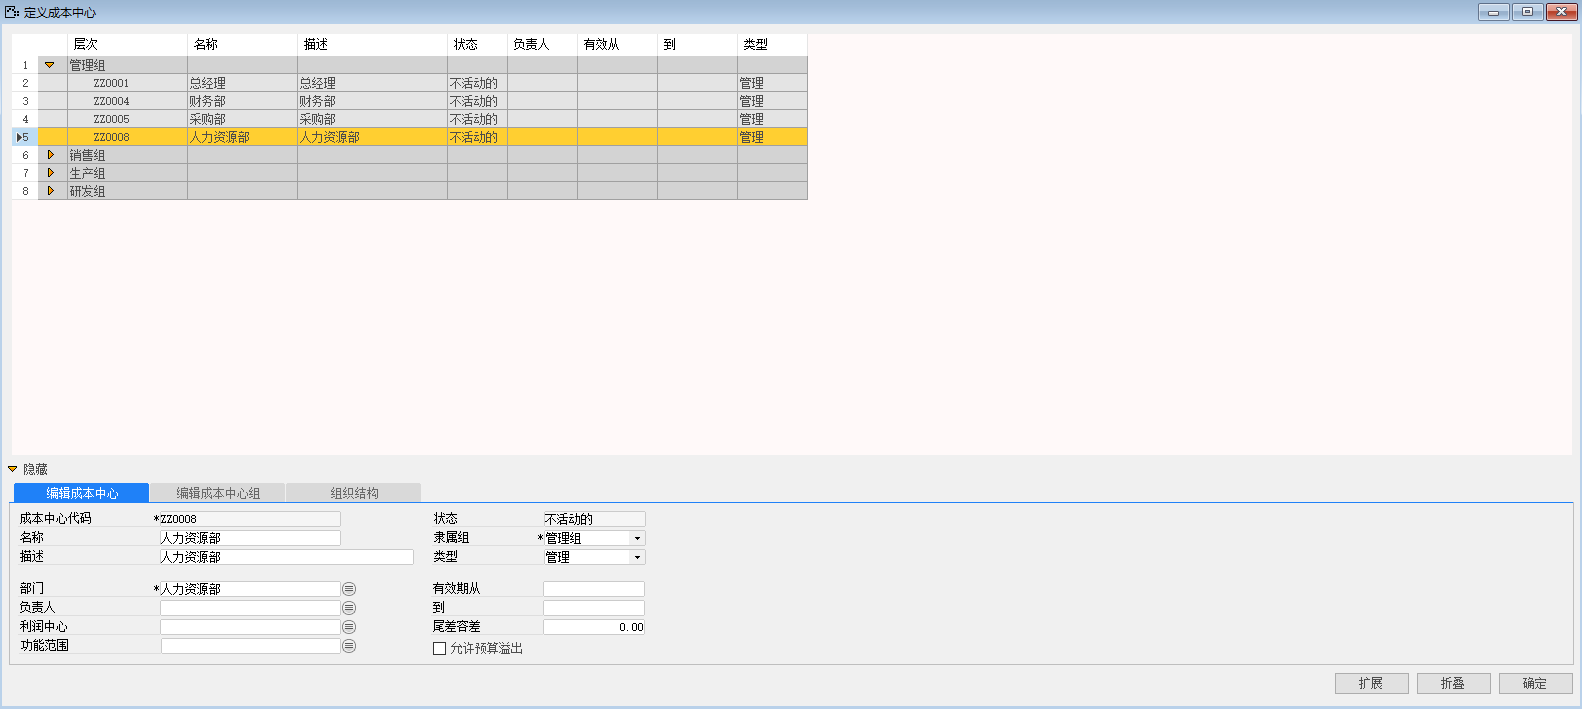 定义成本中心
层次 名称 描述 状态 负责人 有效从 到 类型
1 管理组
2 ZZ0001 总经理 总经理 不活动的 管理
3 ZZ0004 财务部 财务部 不活动的 管理
4 ZZ0005 采购部 采购部 不活动的 管理
5 ZZ0008 人力资源部 人力资源部 不活动的 管理
6 销售组
7 生产组
8 研发组
隐藏
编辑成本中心 编辑成本中心组 组织结构
成本中心代码 *ZZ0008 状态 不活动的
名称 人力资源部 隶属组 *管理组
描述 人力资源部 类型 管理
部门 *人力资源部 有效期从
负责人 到
利润中心 尾差容差 0.00
功能范围 允许预算溢出
扩展 折叠 确定